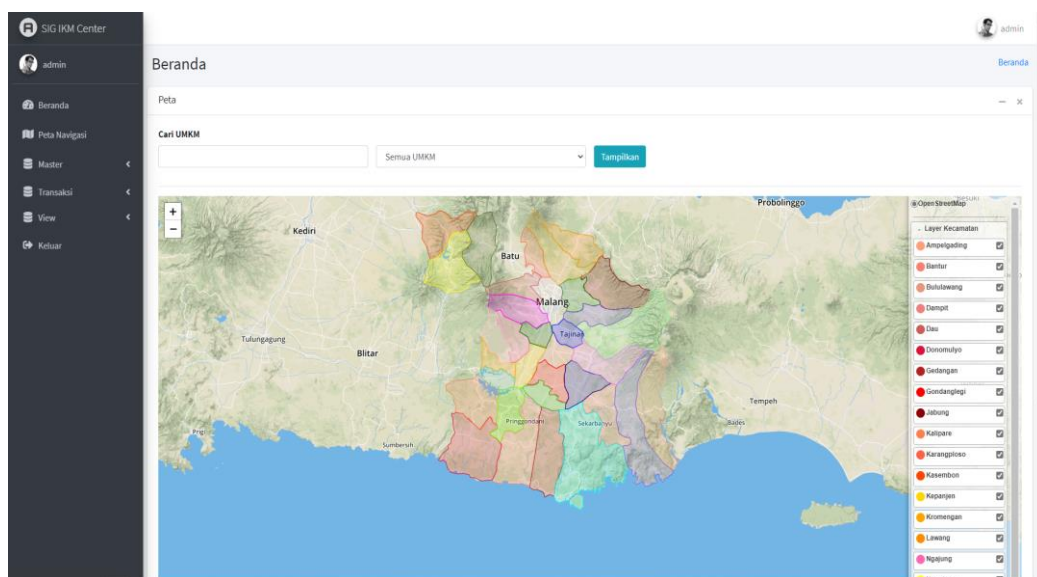 SIG IKM Center
admin
admin
Beranda
Peta Navigasi
Master
Transaksi
View
Keluar
Beranda
Beranda
Peta
Cari UMKM
Semua UMKM
Tampilkan
+
−
Probolinggo
Kediri
Batu
Malang
Tajinan
Tulungagung
Blitar
Tempeh
Pringgondani
Sekarbanyu
Bades
Prigi
Sumbersih
OpenStreetMap
Layer Kecamatan
Ampelgading
Bantur
Bululawang
Dampit
Dau
Donomulyo
Gedangan
Gondanglegi
Jabung
Kalipare
Karangploso
Kasembon
Kepanjen
Kromengan
Lawang
Ngajung